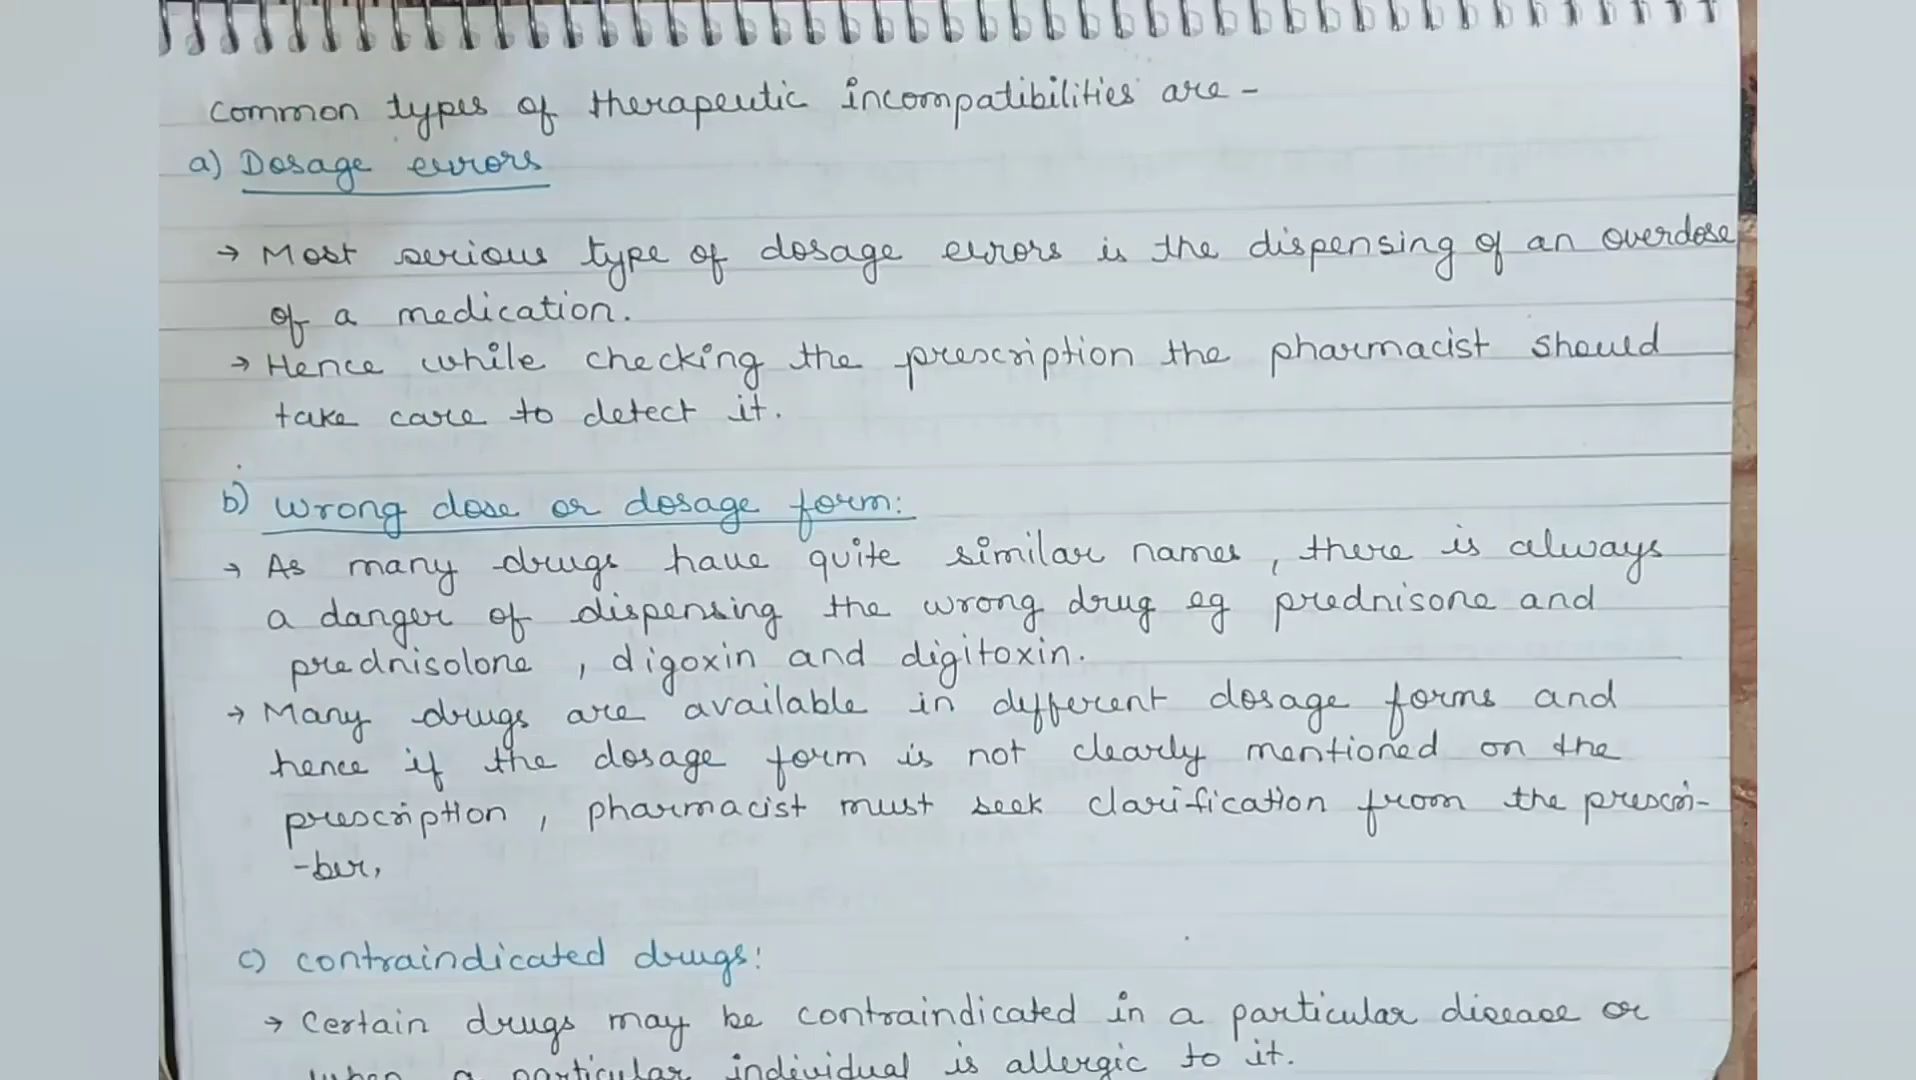 Common types of therapeutic incompatibilities are -
a) Dosage errors
→ Most serious type of dosage errors is the dispensing of an overdose
of a medication.
→ Hence while checking the prescription the pharmacist should
take care to detect it.
b) Wrong dose or dosage form:
→ As many drugs have quite similar names, there is always
a danger of dispensing the wrong drug eg prednisone and
prednisolone, digoxin and digitoxin.
→ Many drugs are available in different dosage forms and
hence if the dosage form is not clearly mentioned on the
prescription, pharmacist must seek clarification from the prescri-
-ber,
c) contraindicated drugs:
→ Certain drugs may be contraindicated in a particular disease or
when a particular individual is allergic to it.